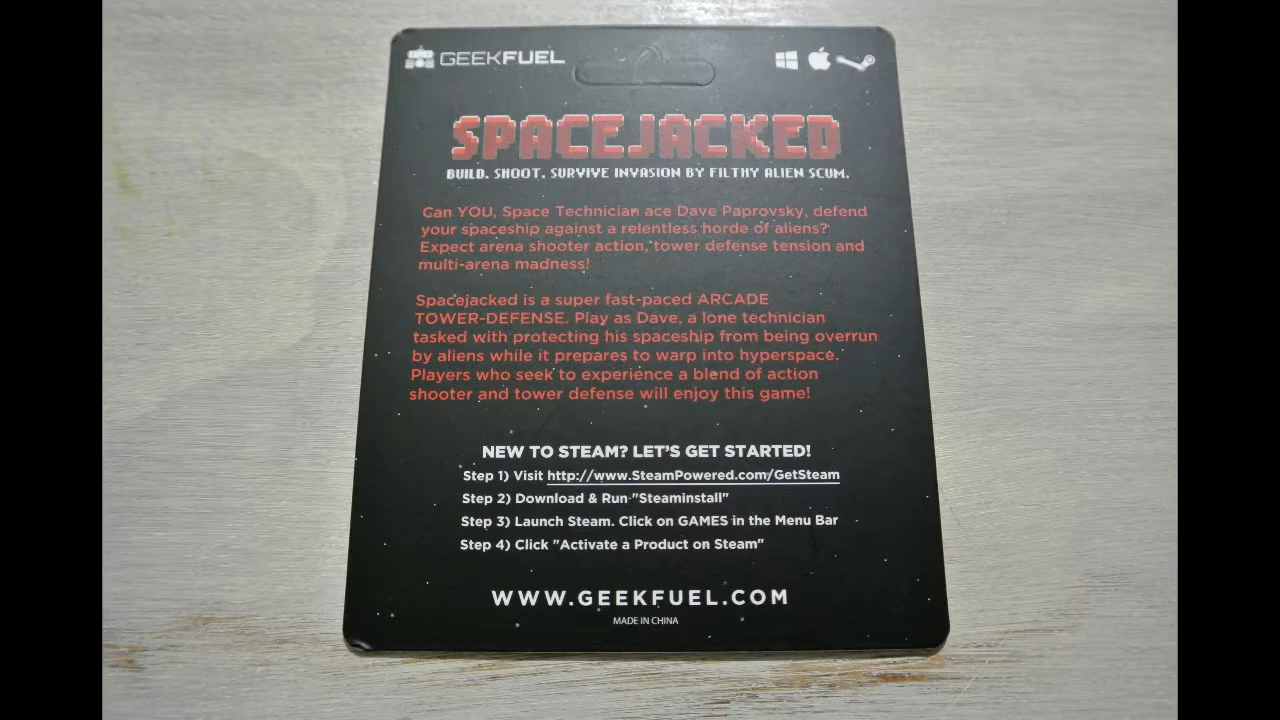 GEEKFUEL
SPACEJACKED
BUILD. SHOOT. SURVIVE INVASION BY FILTHY ALIEN SCUM.
Can YOU, Space Technician ace Dave Paprovsky, defend
your spaceship against a relentless horde of aliens?
Expect arena shooter action, tower defense tension and
multi-arena madness!
Spacejacked is a super fast-paced ARCADE
TOWER-DEFENSE. Play as Dave, a lone technician
tasked with protecting his spaceship from being overrun
by aliens while it prepares to warp into hyperspace.
Players who seek to experience a blend of action
shooter and tower defense will enjoy this game!
NEW TO STEAM? LET'S GET STARTED!
Step 1) Visit http://www.SteamPowered.com/GetSteam
Step 2) Download & Run "Steaminstall"
Step 3) Launch Steam. Click on GAMES in the Menu Bar
Step 4) Click "Activate a Product on Steam"
WWW.GEEKFUEL.COM
MADE IN CHINA